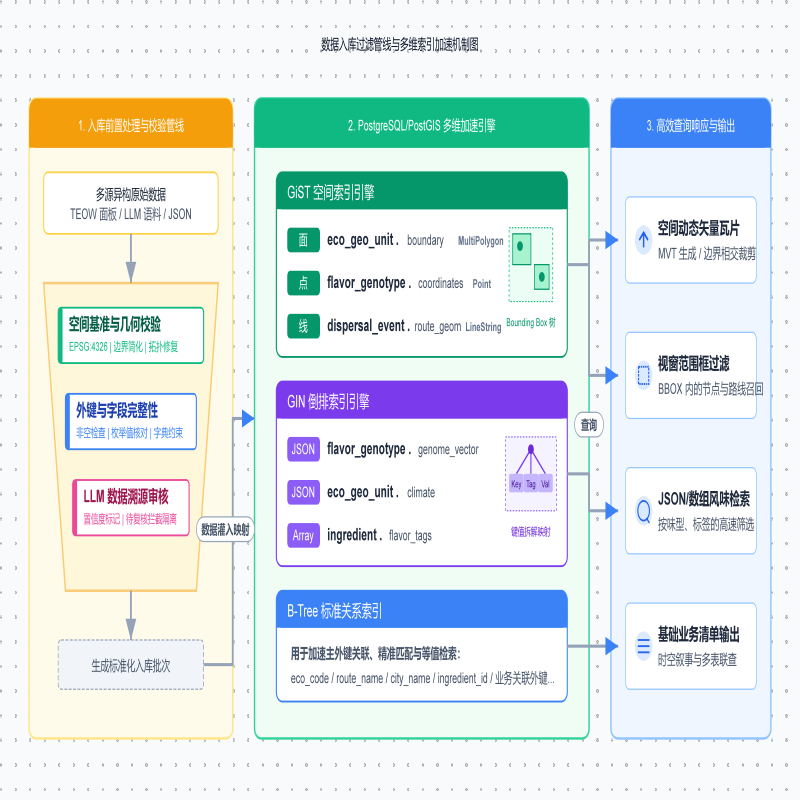 数据入库过滤管线与多维索引加速机制图
1. 入库前置处理与校验管线
多源异构原始数据
TEOW 面板 / LLM 语料 / JSON
空间基准与几何校验
EPSG:4326 | 边界简化 | 拓扑修复
外键与字段完整性
非空检查 | 枚举值核对 | 字典约束
LLM 数据溯源审核
置信度标记 | 待复核拦截隔离
生成标准化入库批次
数据灌入映射
2. PostgreSQL/PostGIS 多维加速引擎
GiST 空间索引引擎
面 eco_geo_unit . boundary MultiPolygon
点 flavor_genotype . coordinates Point
线 dispersal_event . route_geom LineString
Bounding Box 树
GIN 倒排索引引擎
JSON flavor_genotype . genome_vector
JSON eco_geo_unit . climate
Array ingredient . flavor_tags
Key Tag Val
键值拆解映射
B-Tree 标准关系索引
用于加速主外键关联、精准匹配与等值检索：
eco_code / route_name / city_name / ingredient_id / 业务关联外键...
查询
3. 高效查询响应与输出
空间动态矢量瓦片
MVT 生成 / 边界相交裁剪
视窗范围框过滤
BBOX 内的节点与路线召回
JSON/数组风味检索
按味型、标签的高速筛选
基础业务清单输出
时空叙事与多表联查